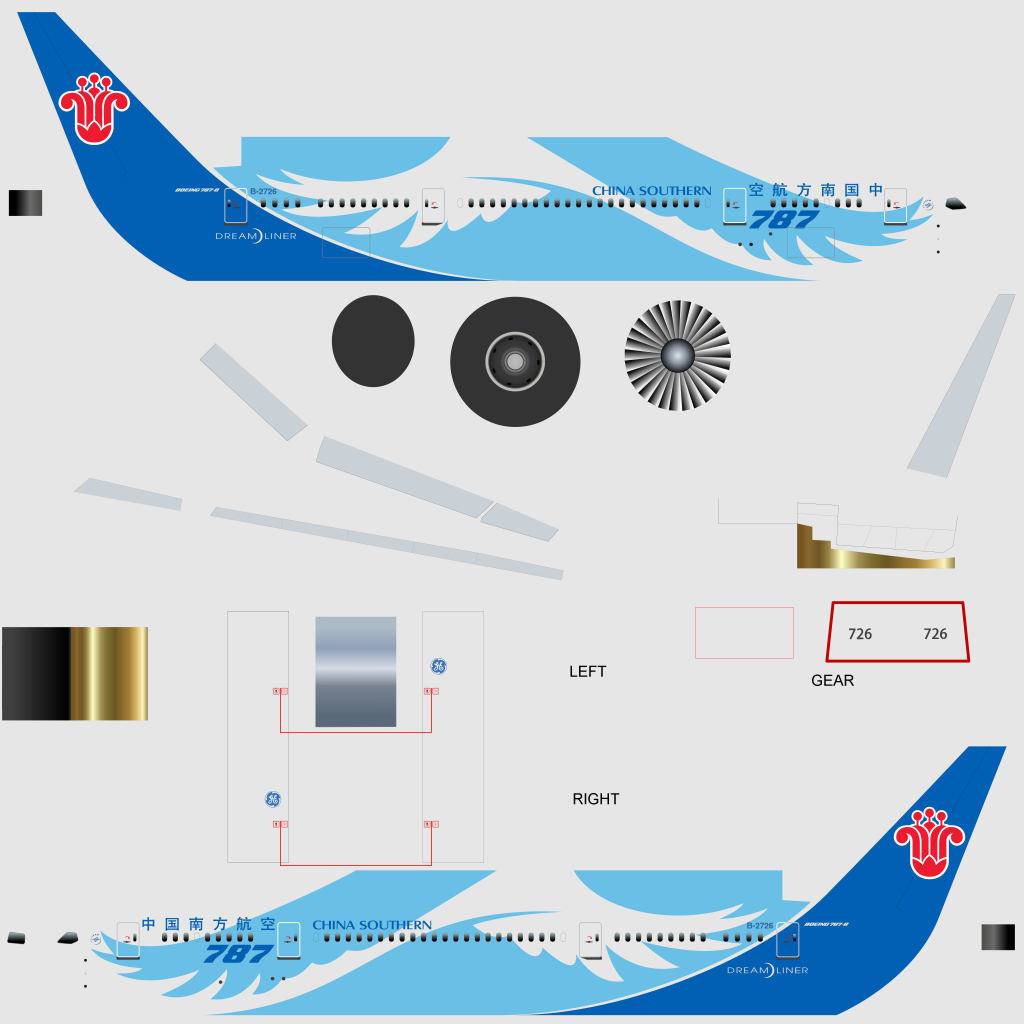 BOEING 787-8
B-2726
CHINA SOUTHERN
空航方南国中
787
DREAMLINER
726 726
GEAR
LEFT
RIGHT
中国南方航空
CHINA SOUTHERN
B-2726
BOEING 787-8
787
DREAMLINER